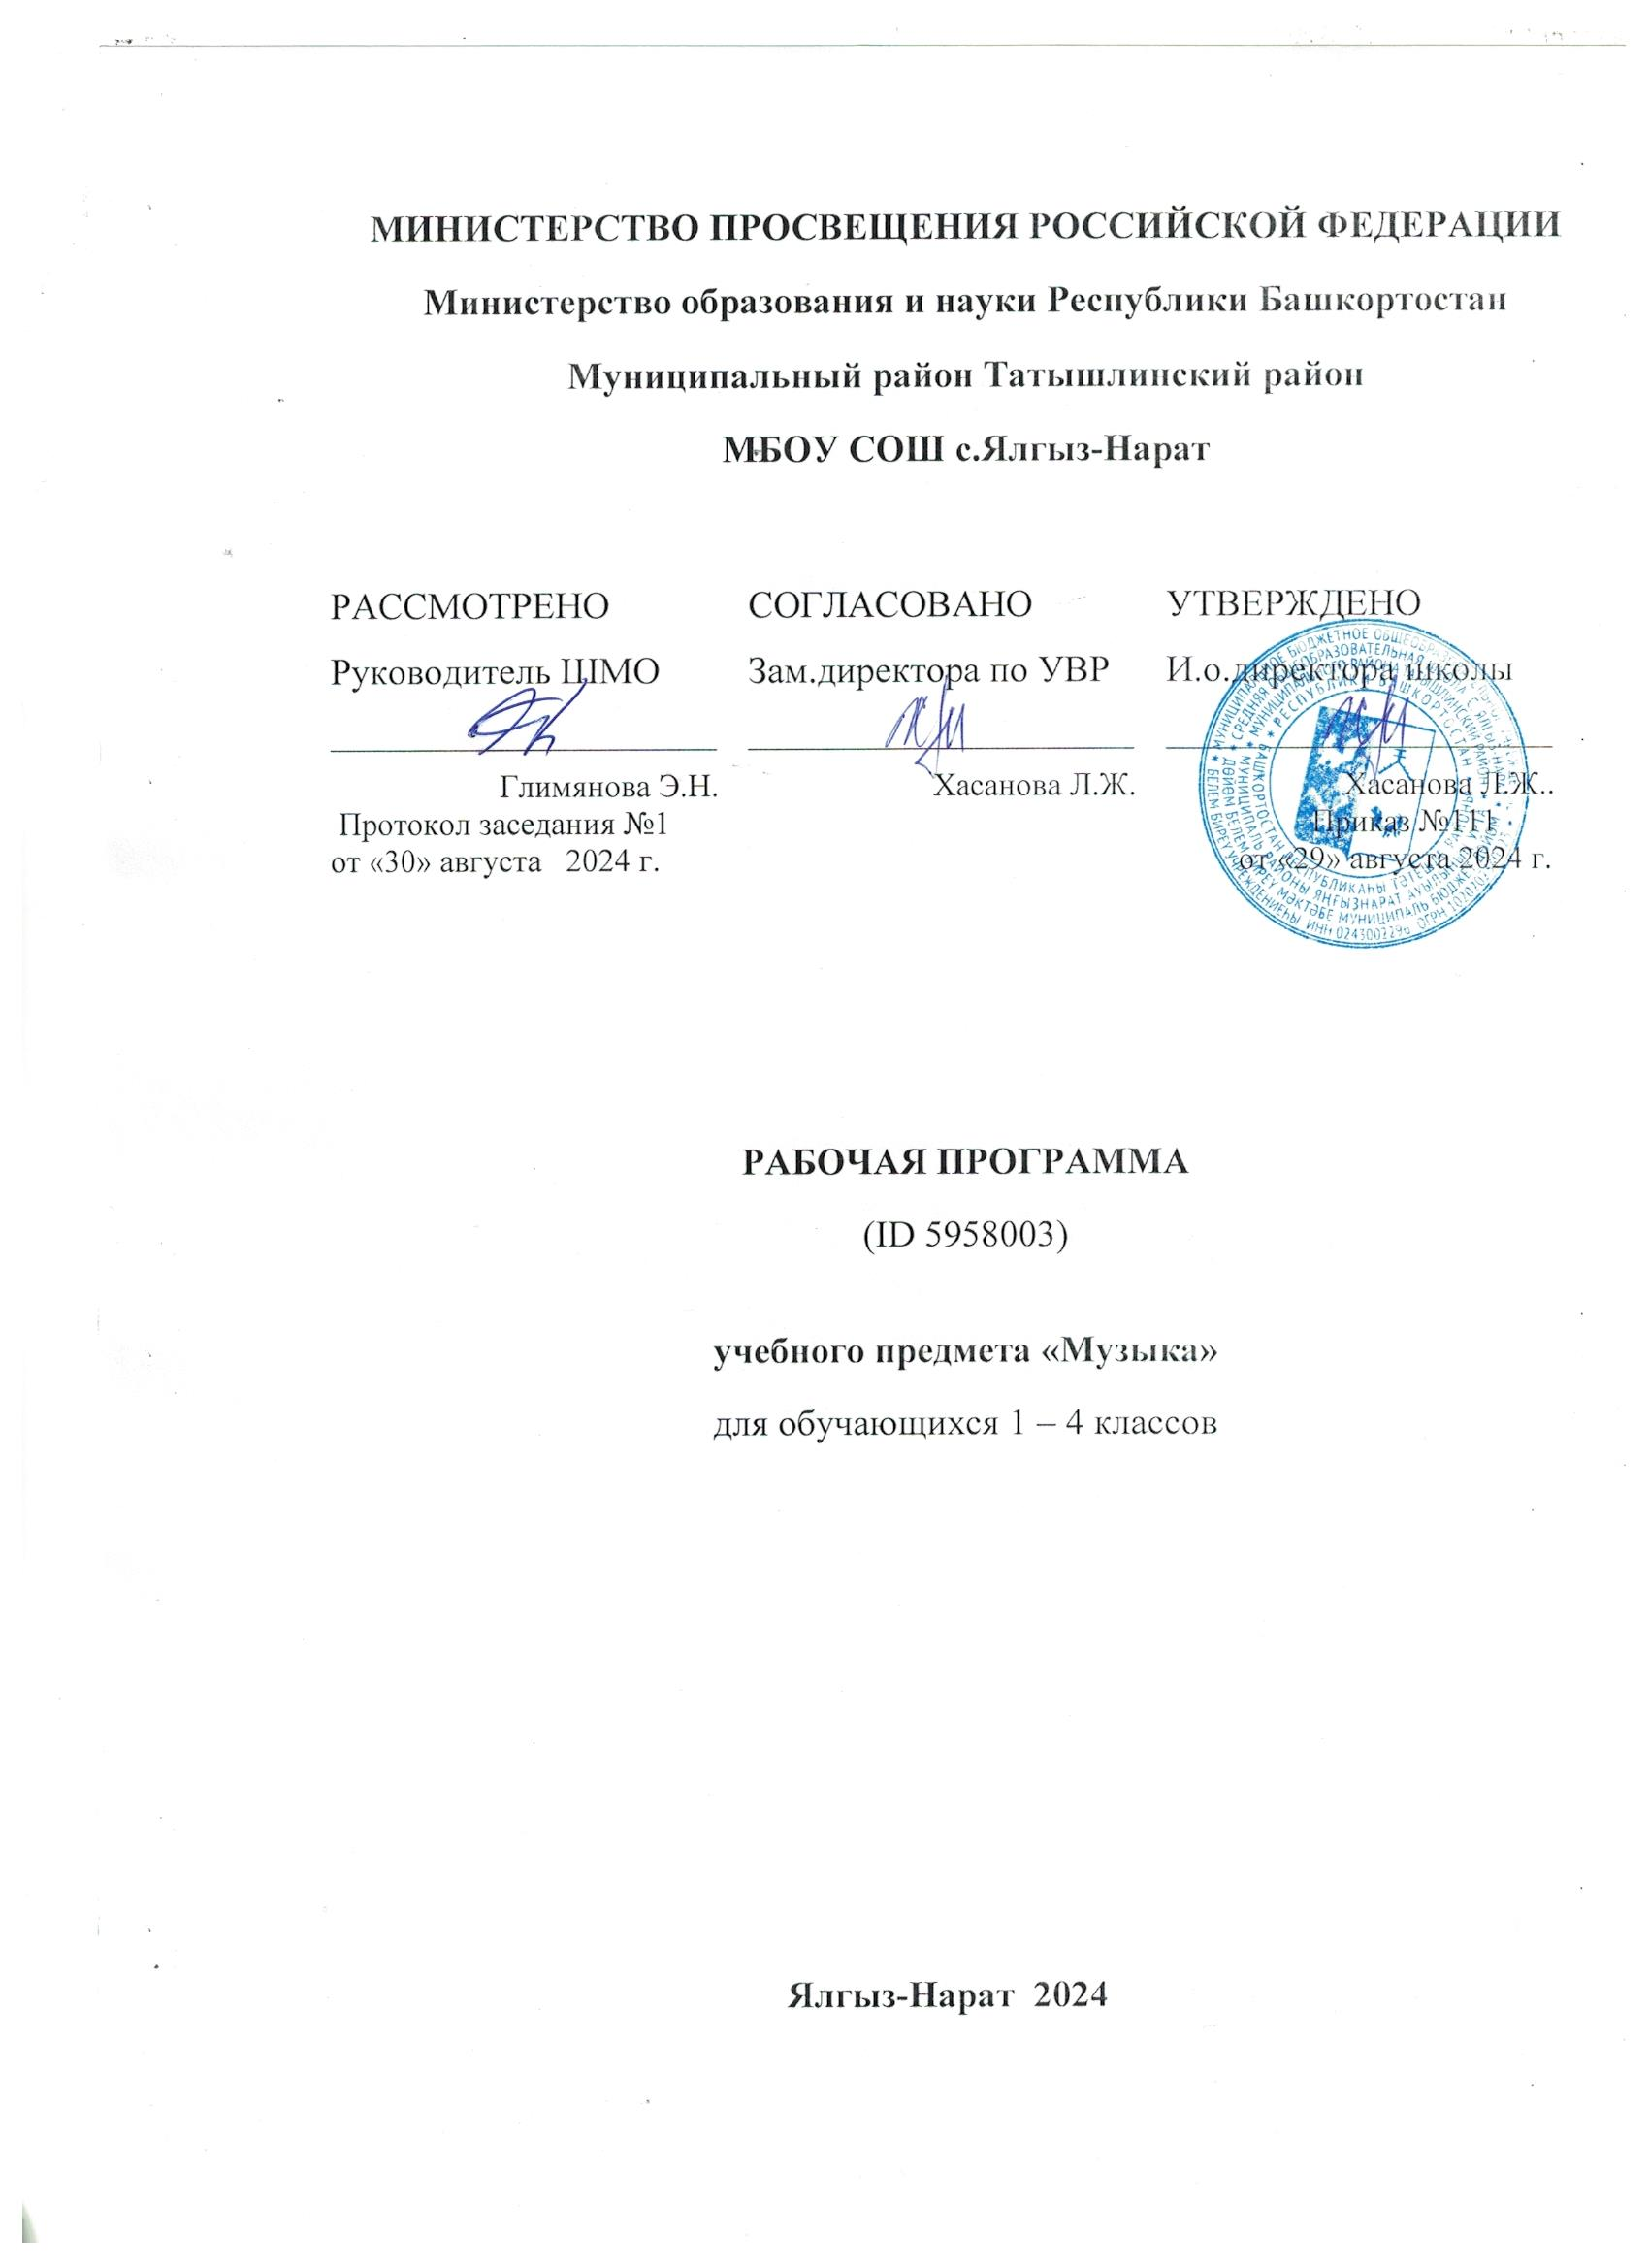 МИНИСТЕРСТВО ПРОСВЕЩЕНИЯ РОССИЙСКОЙ ФЕДЕРАЦИИ
Министерство образования и науки Республики Башкортостан
Муниципальный район Татышлинский район
МБОУ СОШ с.Ялгыз-Нарат
РАССМОТРЕНО
Руководитель ШМО
Глимянова Э.Н.
Протокол заседания №1
от «30» августа 2024 г.
СОГЛАСОВАНО
Зам.директора по УВР
Хасанова Л.Ж.
УТВЕРЖДЕНО
И.о.директора школы
Хасанова Л.Ж..
Приказ №111
от «29» августа 2024 г.
РАБОЧАЯ ПРОГРАММА
(ID 5958003)
учебного предмета «Музыка»
для обучающихся 1 – 4 классов
Ялгыз-Нарат 2024